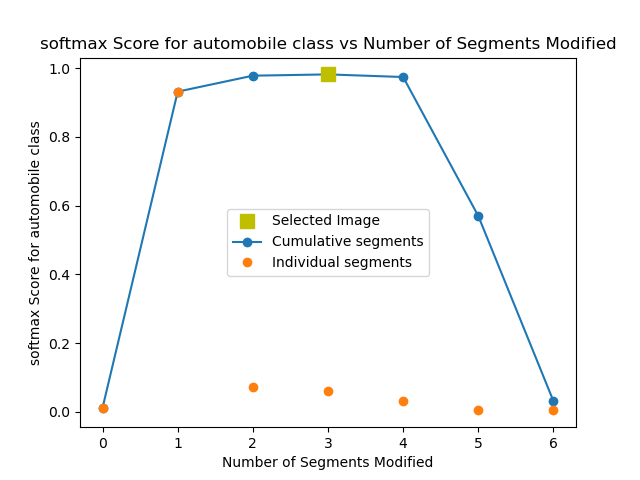 softmax Score for automobile class vs Number of Segments Modified
softmax Score for automobile class
1.0
0.8
0.6
0.4
0.2
0.0
Selected Image
Cumulative segments
Individual segments
0 1 2 3 4 5 6
Number of Segments Modified